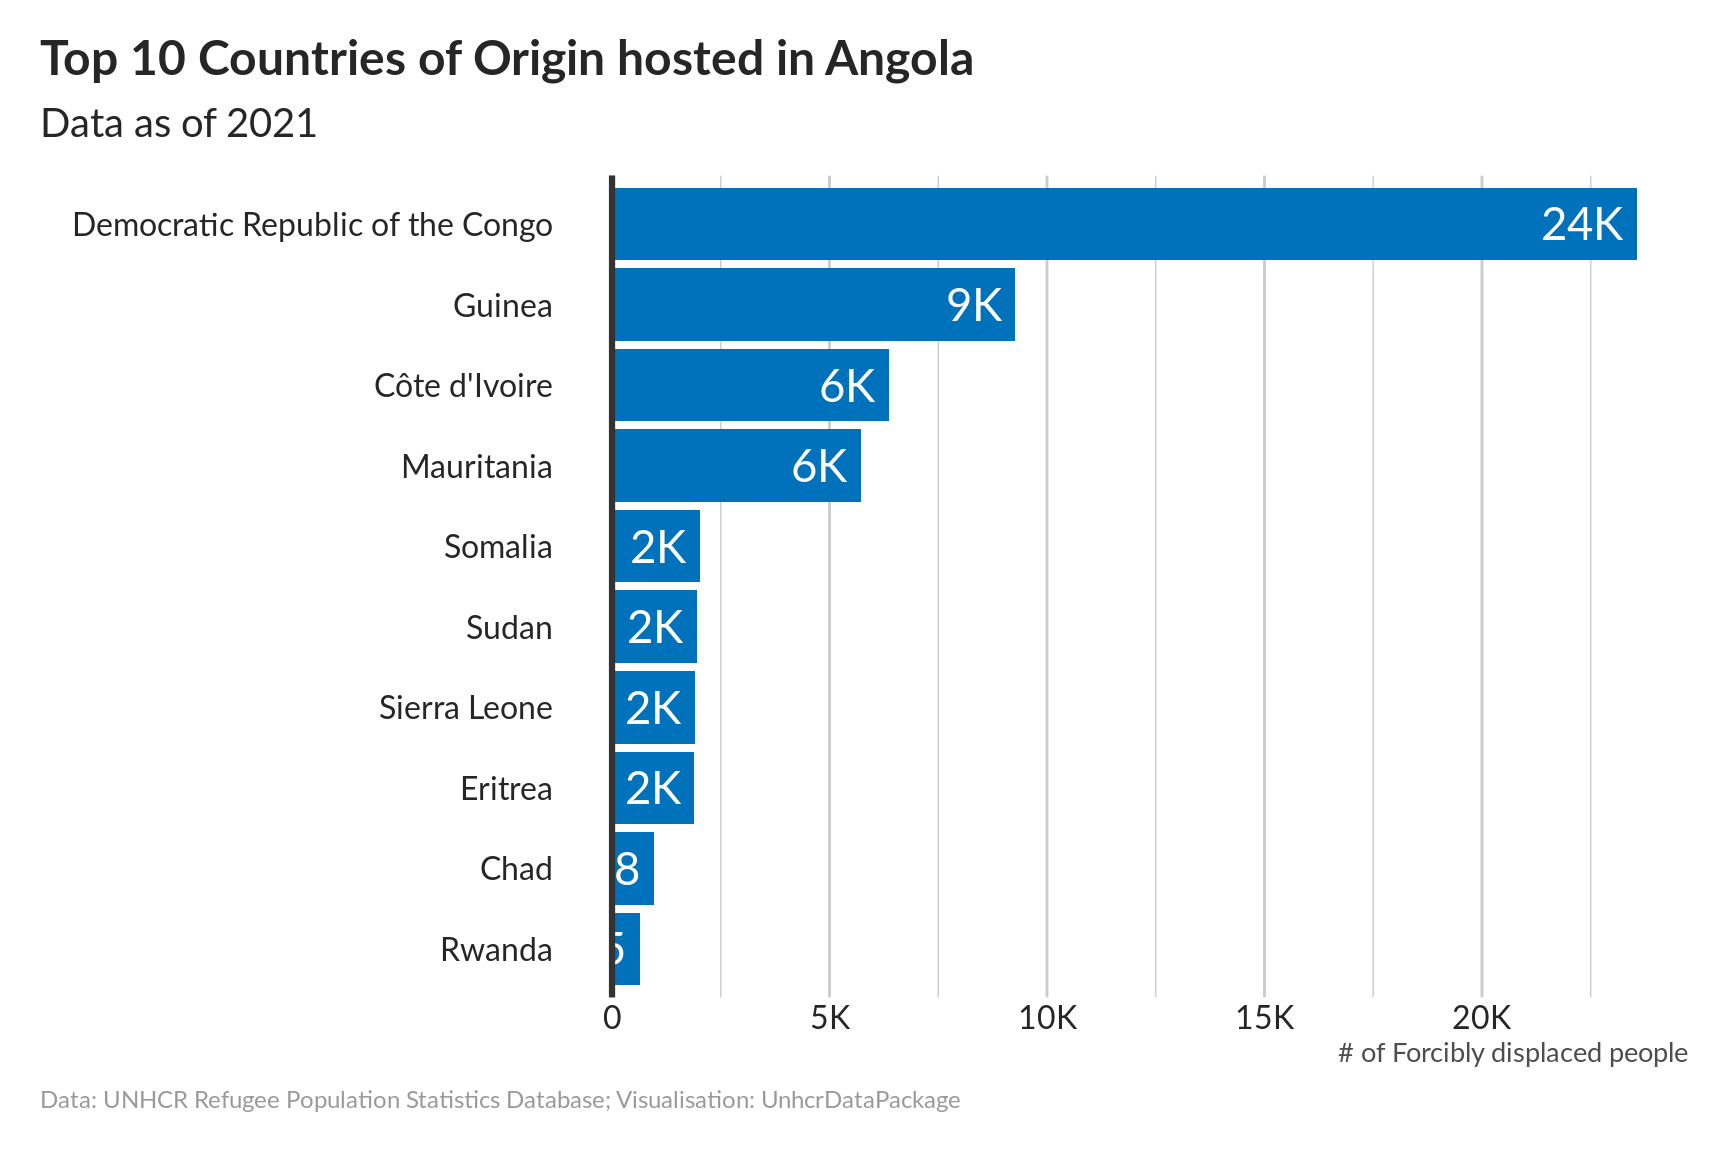 Top 10 Countries of Origin hosted in Angola
Data as of 2021
Democratic Republic of the Congo 24K
Guinea 9K
Côte d'Ivoire 6K
Mauritania 6K
Somalia 2K
Sudan 2K
Sierra Leone 2K
Eritrea 2K
Chad 8
Rwanda
0 5K 10K 15K 20K
# of Forcibly displaced people
Data: UNHCR Refugee Population Statistics Database; Visualisation: UnhcrDataPackage